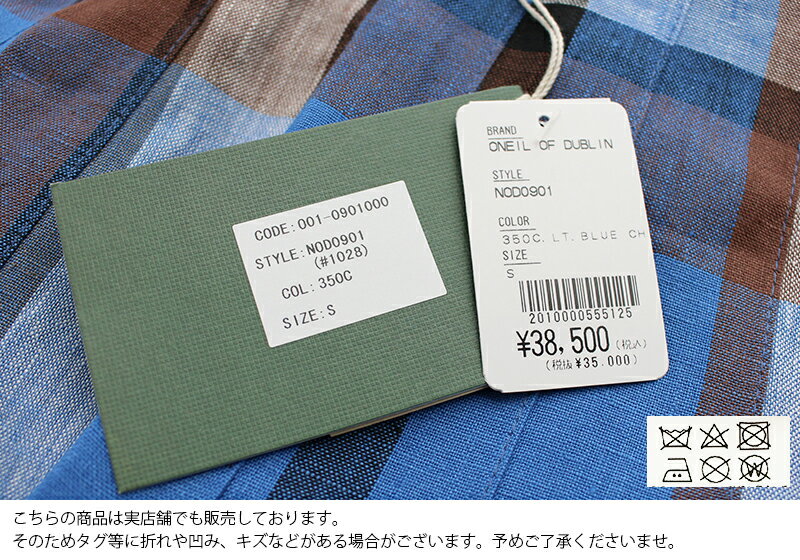 CODE:001-0901000
STYLE:NOD0901
(#1028)
COL:350C
SIZE:S
BRAND
ONEIL OF DUBLIN
STYLE
NOD0901
COLOR
350C. LT. BLUE CH
SIZE
S
2010000555125
¥38,500(税込)
(税抜¥35.000)
W
こちらの商品は実店舗でも販売しております。
そのためタグ等に折れや凹み、キズなどがある場合がございます。予めご了承くださいませ。